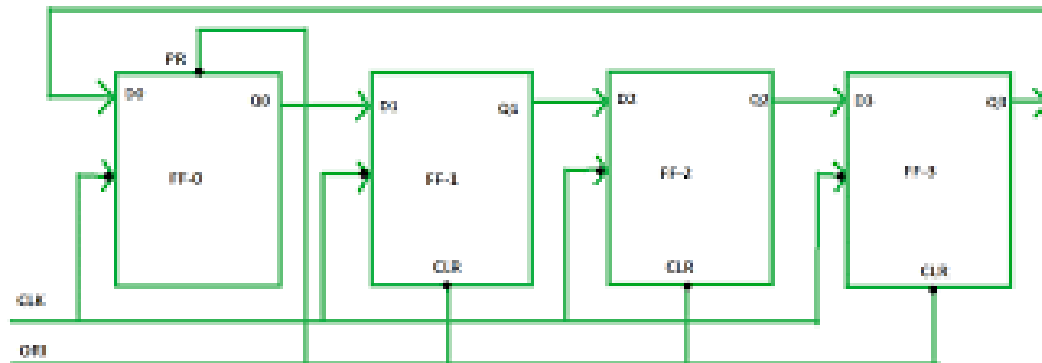 PR
D0
Q0
D1
Q1
D2
Q2
D3
Q3
FF-0
FF-1
FF-2
FF-3
CLR
CLR
CLR
CLK
ORI